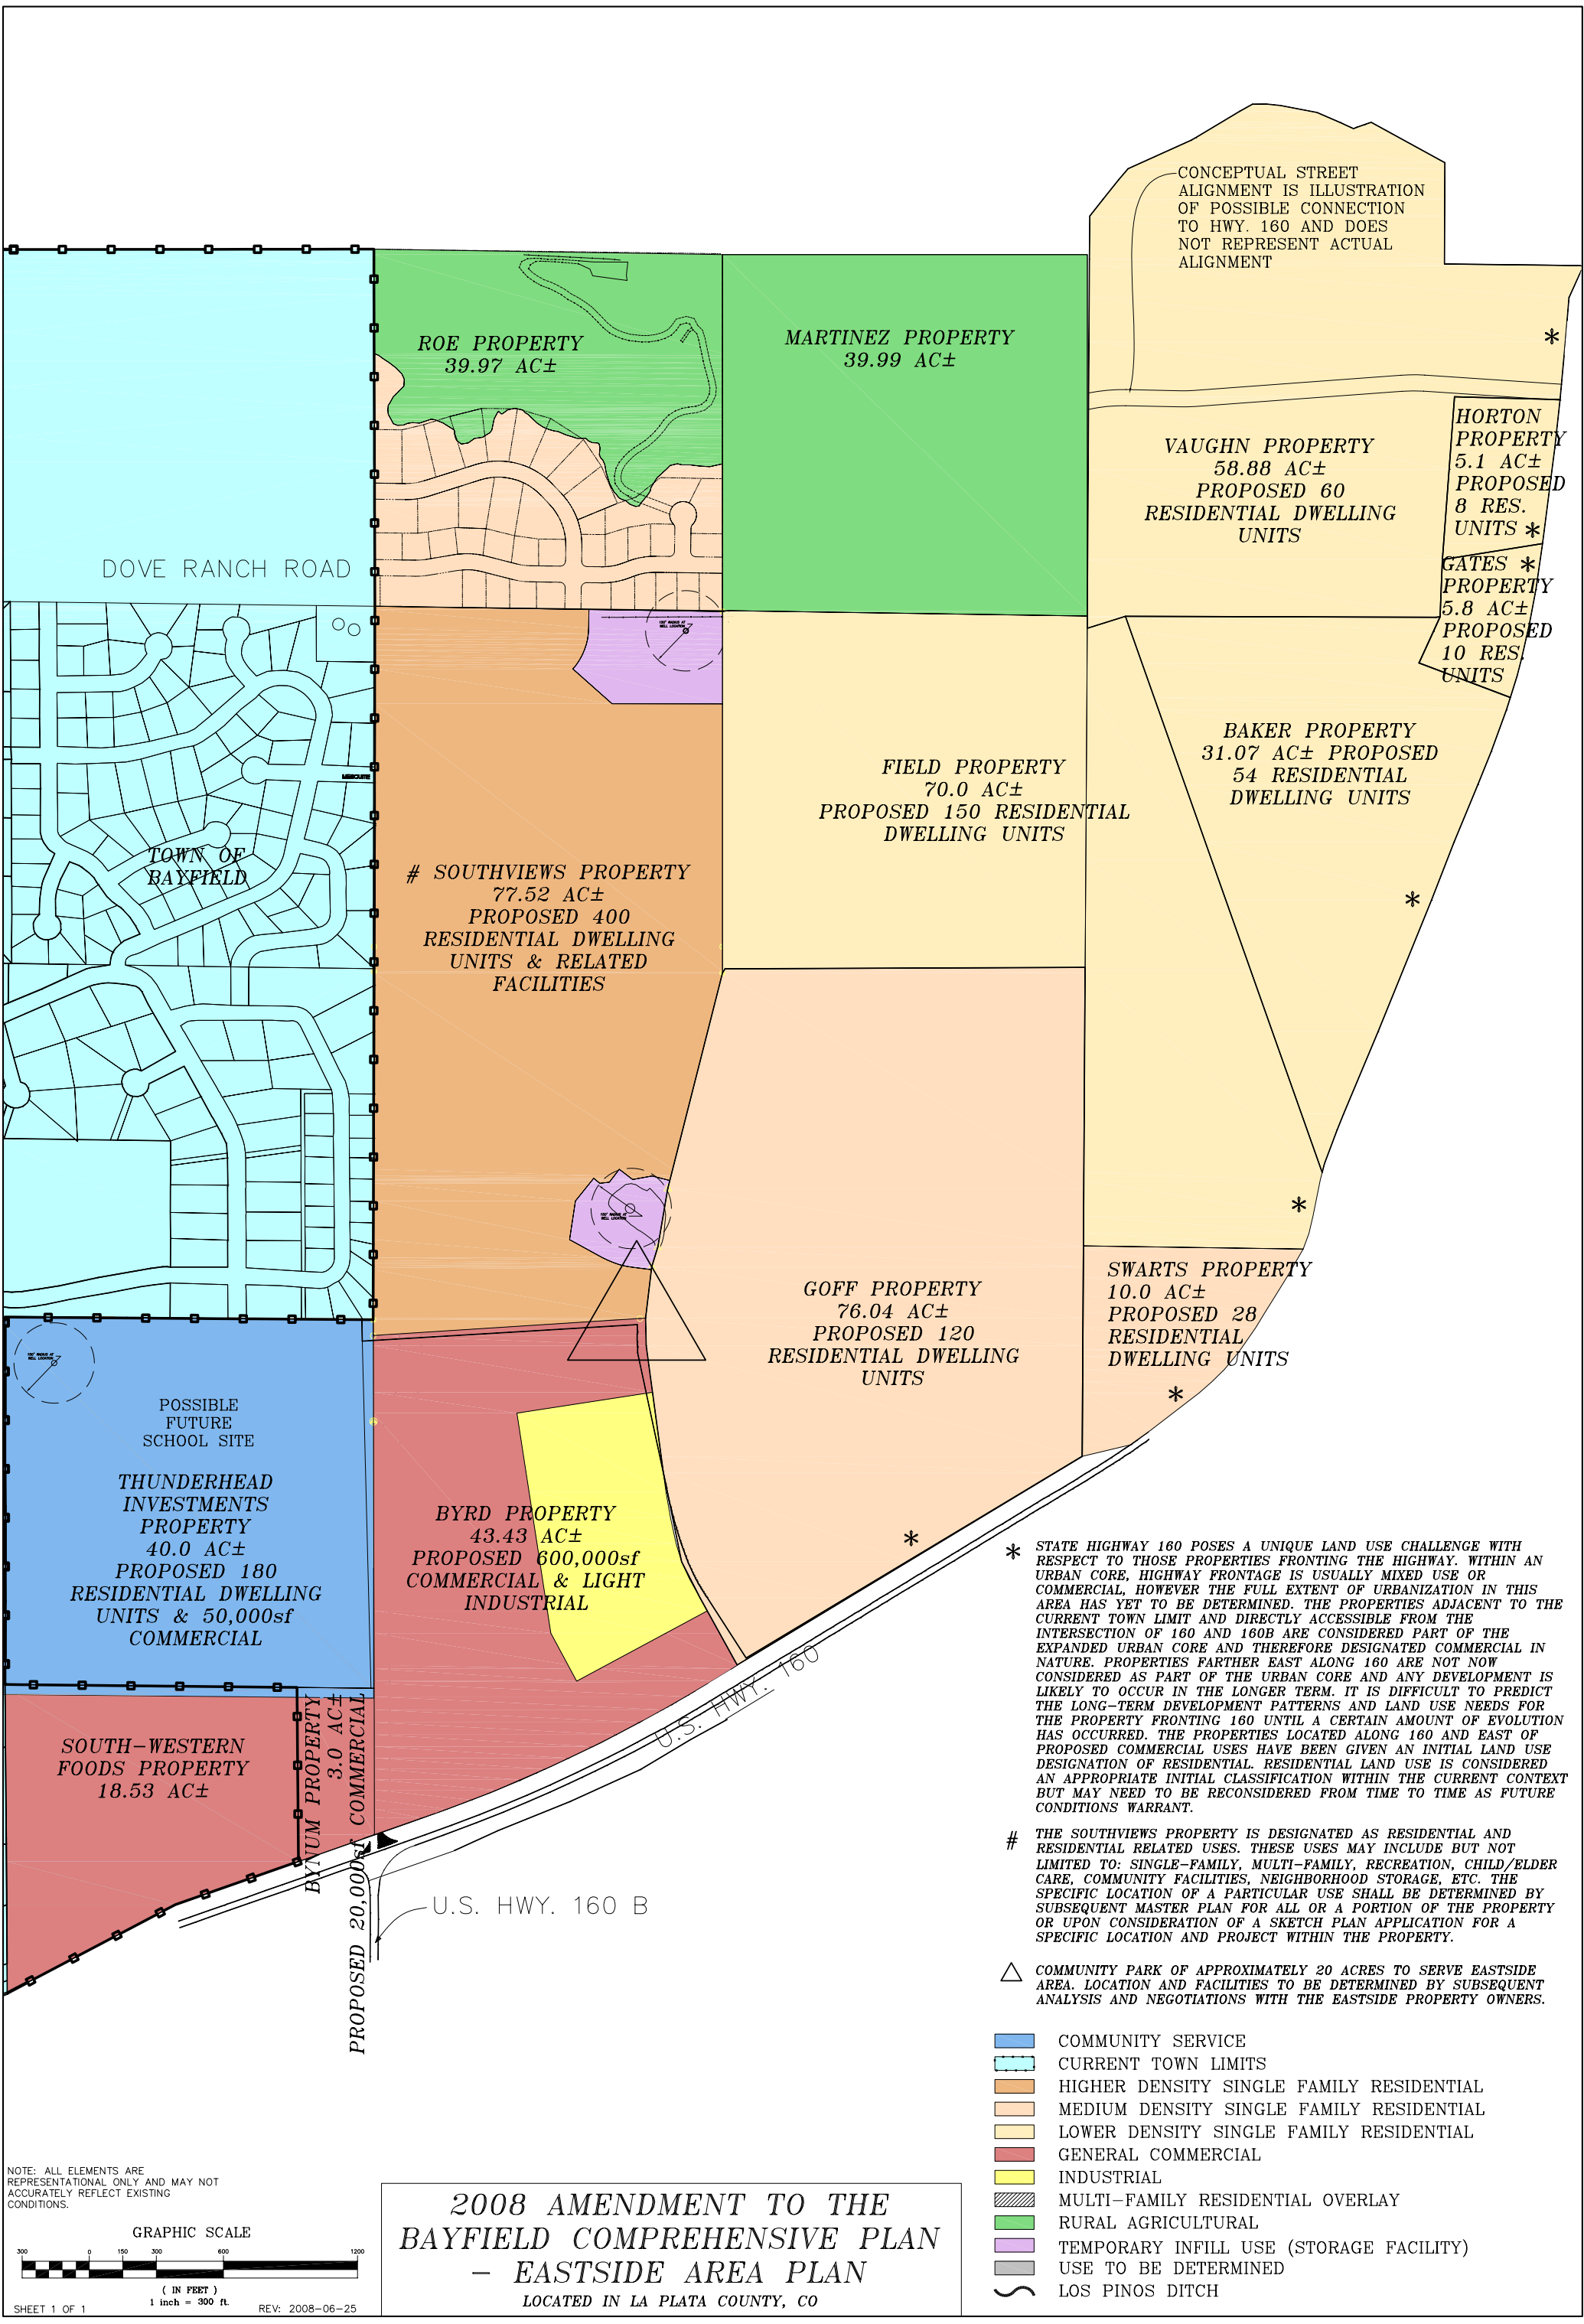 CONCEPTUAL STREET
ALIGNMENT IS ILLUSTRATION
OF POSSIBLE CONNECTION
TO HWY. 160 AND DOES
NOT REPRESENT ACTUAL
ALIGNMENT
ROE PROPERTY
39.97 AC±
MARTINEZ PROPERTY
39.99 AC±
*
VAUGHN PROPERTY
58.88 AC±
PROPOSED 60
RESIDENTIAL DWELLING
UNITS
HORTON
PROPERTY
5.1 AC±
PROPOSED
8 RES.
UNITS *
GATES *
PROPERTY
5.8 AC±
PROPOSED
10 RES.
UNITS
DOVE RANCH ROAD
150' RADIUS AT
WELL LOCATION
MESQUITE
TOWN OF
BAYFIELD
# SOUTHVIEWS PROPERTY
77.52 AC±
PROPOSED 400
RESIDENTIAL DWELLING
UNITS & RELATED
FACILITIES
FIELD PROPERTY
70.0 AC±
PROPOSED 150 RESIDENTIAL
DWELLING UNITS
BAKER PROPERTY
31.07 AC± PROPOSED
54 RESIDENTIAL
DWELLING UNITS
*
*
150' RADIUS AT
WELL LOCATION
GOFF PROPERTY
76.04 AC±
PROPOSED 120
RESIDENTIAL DWELLING
UNITS
SWARTS PROPERTY
10.0 AC±
PROPOSED 28
RESIDENTIAL
DWELLING UNITS
*
150' RADIUS AT
WELL LOCATION
POSSIBLE
FUTURE
SCHOOL SITE
THUNDERHEAD
INVESTMENTS
PROPERTY
40.0 AC±
PROPOSED 180
RESIDENTIAL DWELLING
UNITS & 50,000sf
COMMERCIAL
BYRD PROPERTY
43.43 AC±
PROPOSED 600,000sf
COMMERCIAL & LIGHT
INDUSTRIAL
*
U.S. HWY. 160
SOUTH-WESTERN
FOODS PROPERTY
18.53 AC±
BYNUM PROPERTY
3.0 AC±
PROPOSED 20,000sf COMMERCIAL
U.S. HWY. 160 B
* STATE HIGHWAY 160 POSES A UNIQUE LAND USE CHALLENGE WITH
RESPECT TO THOSE PROPERTIES FRONTING THE HIGHWAY. WITHIN AN
URBAN CORE, HIGHWAY FRONTAGE IS USUALLY MIXED USE OR
COMMERCIAL, HOWEVER THE FULL EXTENT OF URBANIZATION IN THIS
AREA HAS YET TO BE DETERMINED. THE PROPERTIES ADJACENT TO THE
CURRENT TOWN LIMIT AND DIRECTLY ACCESSIBLE FROM THE
INTERSECTION OF 160 AND 160B ARE CONSIDERED PART OF THE
EXPANDED URBAN CORE AND THEREFORE DESIGNATED COMMERCIAL IN
NATURE. PROPERTIES FARTHER EAST ALONG 160 ARE NOT NOW
CONSIDERED AS PART OF THE URBAN CORE AND ANY DEVELOPMENT IS
LIKELY TO OCCUR IN THE LONGER TERM. IT IS DIFFICULT TO PREDICT
THE LONG-TERM DEVELOPMENT PATTERNS AND LAND USE NEEDS FOR
THE PROPERTY FRONTING 160 UNTIL A CERTAIN AMOUNT OF EVOLUTION
HAS OCCURRED. THE PROPERTIES LOCATED ALONG 160 AND EAST OF
PROPOSED COMMERCIAL USES HAVE BEEN GIVEN AN INITIAL LAND USE
DESIGNATION OF RESIDENTIAL. RESIDENTIAL LAND USE IS CONSIDERED
AN APPROPRIATE INITIAL CLASSIFICATION WITHIN THE CURRENT CONTEXT
BUT MAY NEED TO BE RECONSIDERED FROM TIME TO TIME AS FUTURE
CONDITIONS WARRANT.
# THE SOUTHVIEWS PROPERTY IS DESIGNATED AS RESIDENTIAL AND
RESIDENTIAL RELATED USES. THESE USES MAY INCLUDE BUT NOT
LIMITED TO: SINGLE-FAMILY, MULTI-FAMILY, RECREATION, CHILD/ELDER
CARE, COMMUNITY FACILITIES, NEIGHBORHOOD STORAGE, ETC. THE
SPECIFIC LOCATION OF A PARTICULAR USE SHALL BE DETERMINED BY
SUBSEQUENT MASTER PLAN FOR ALL OR A PORTION OF THE PROPERTY
OR UPON CONSIDERATION OF A SKETCH PLAN APPLICATION FOR A
SPECIFIC LOCATION AND PROJECT WITHIN THE PROPERTY.
COMMUNITY PARK OF APPROXIMATELY 20 ACRES TO SERVE EASTSIDE
AREA. LOCATION AND FACILITIES TO BE DETERMINED BY SUBSEQUENT
ANALYSIS AND NEGOTIATIONS WITH THE EASTSIDE PROPERTY OWNERS.
COMMUNITY SERVICE
CURRENT TOWN LIMITS
HIGHER DENSITY SINGLE FAMILY RESIDENTIAL
MEDIUM DENSITY SINGLE FAMILY RESIDENTIAL
LOWER DENSITY SINGLE FAMILY RESIDENTIAL
GENERAL COMMERCIAL
INDUSTRIAL
MULTI-FAMILY RESIDENTIAL OVERLAY
RURAL AGRICULTURAL
TEMPORARY INFILL USE (STORAGE FACILITY)
USE TO BE DETERMINED
LOS PINOS DITCH
NOTE: ALL ELEMENTS ARE
REPRESENTATIONAL ONLY AND MAY NOT
ACCURATELY REFLECT EXISTING
CONDITIONS.
GRAPHIC SCALE
300 0 150 300 600 1200
( IN FEET )
1 inch = 300 ft.
SHEET 1 OF 1 REV: 2008-06-25
2008 AMENDMENT TO THE
BAYFIELD COMPREHENSIVE PLAN
- EASTSIDE AREA PLAN
LOCATED IN LA PLATA COUNTY, CO